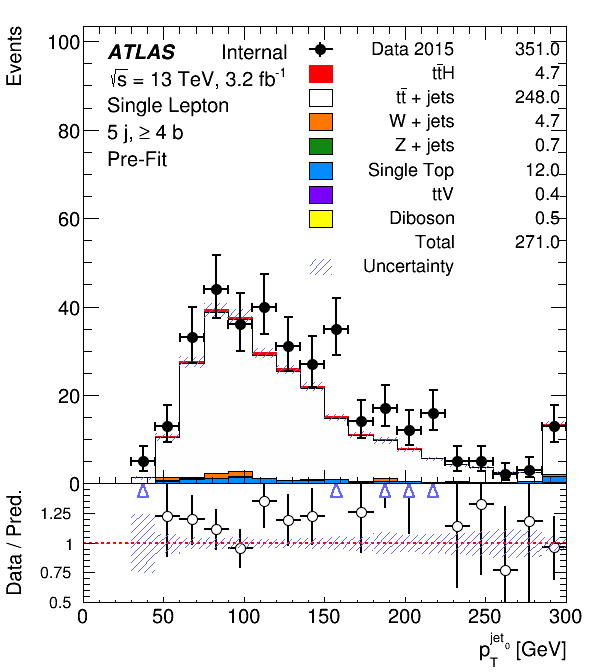 Events
100
80
60
40
20
0
ATLAS Internal
√s = 13 TeV, 3.2 fb⁻¹
Single Lepton
5 j, ≥ 4 b
Pre-Fit
Data 2015 351.0
tt̄H 4.7
tt̄ + jets 248.0
W + jets 4.7
Z + jets 0.7
Single Top 12.0
ttV 0.4
Diboson 0.5
Total 271.0
Uncertainty
Data / Pred.
1.25
1
0.75
0.5
0 50 100 150 200 250 300
p_T^{jet_0} [GeV]